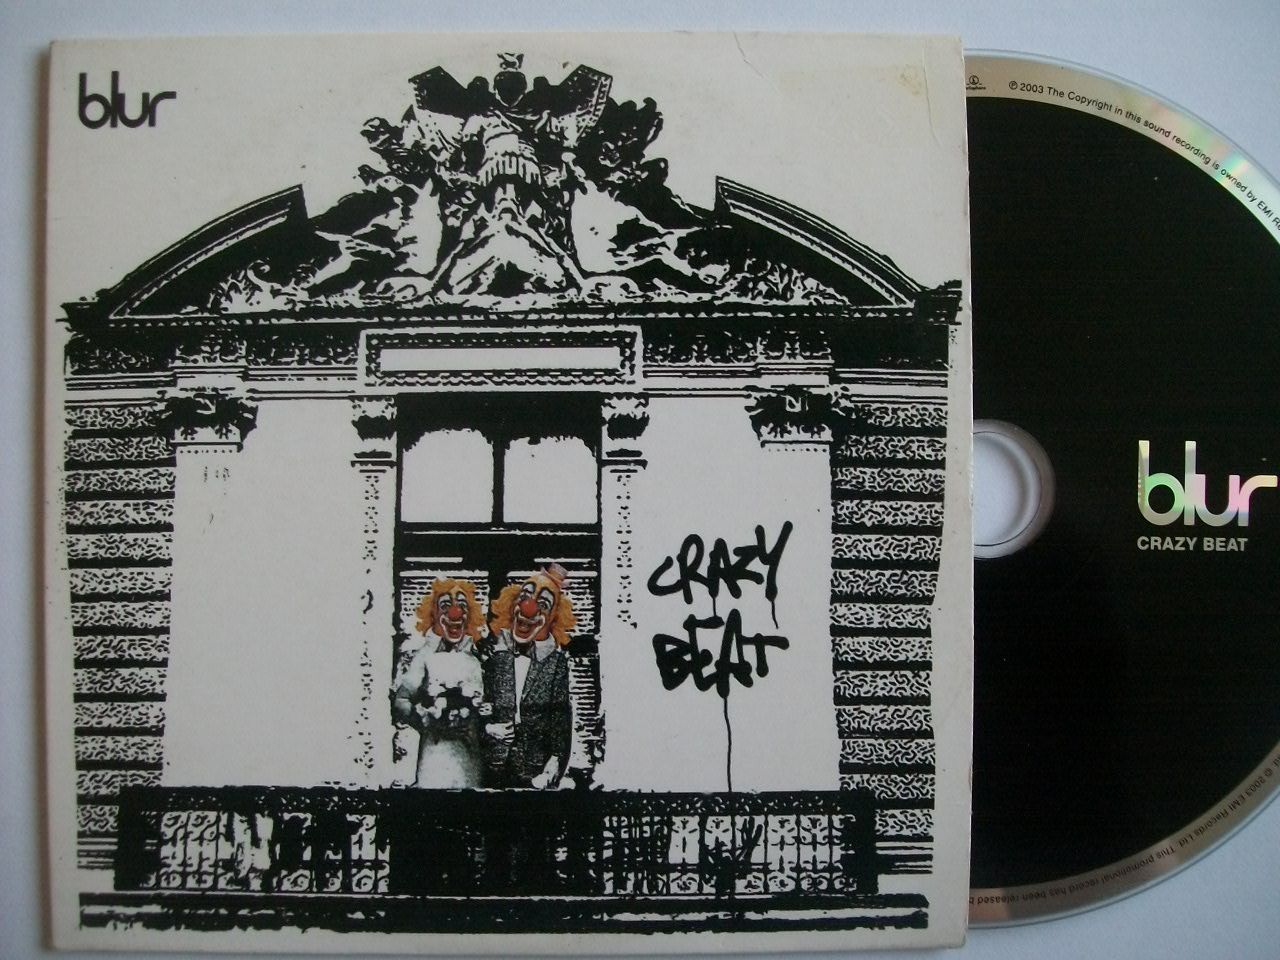 blur
CRAZY
BEAT
℗ 2003 The Copyright in this sound recording is owned by EMI
blur
CRAZY BEAT
© 2003 EMI Records Ltd. This promotional record has been released